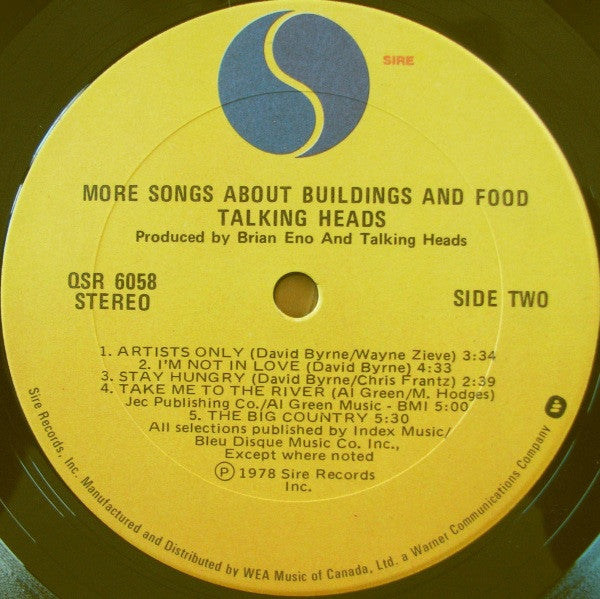 SIRE
MORE SONGS ABOUT BUILDINGS AND FOOD
TALKING HEADS
Produced by Brian Eno And Talking Heads
QSR 6058
STEREO
SIDE TWO
1. ARTISTS ONLY (David Byrne/Wayne Zieve) 3:34
2. I'M NOT IN LOVE (David Byrne) 4:33
3. STAY HUNGRY (David Byrne/Chris Frantz) 2:39
4. TAKE ME TO THE RIVER (Al Green/M. Hodges)
Jec Publishing Co./Al Green Music - BMI 5:00
5. THE BIG COUNTRY 5:30
All selections published by Index Music/
Bleu Disque Music Co. Inc.,
Except where noted
℗ 1978 Sire Records
Inc.
Sire Records, Inc. Manufactured and Distributed by WEA Music of Canada, Ltd. a Warner Communications Company